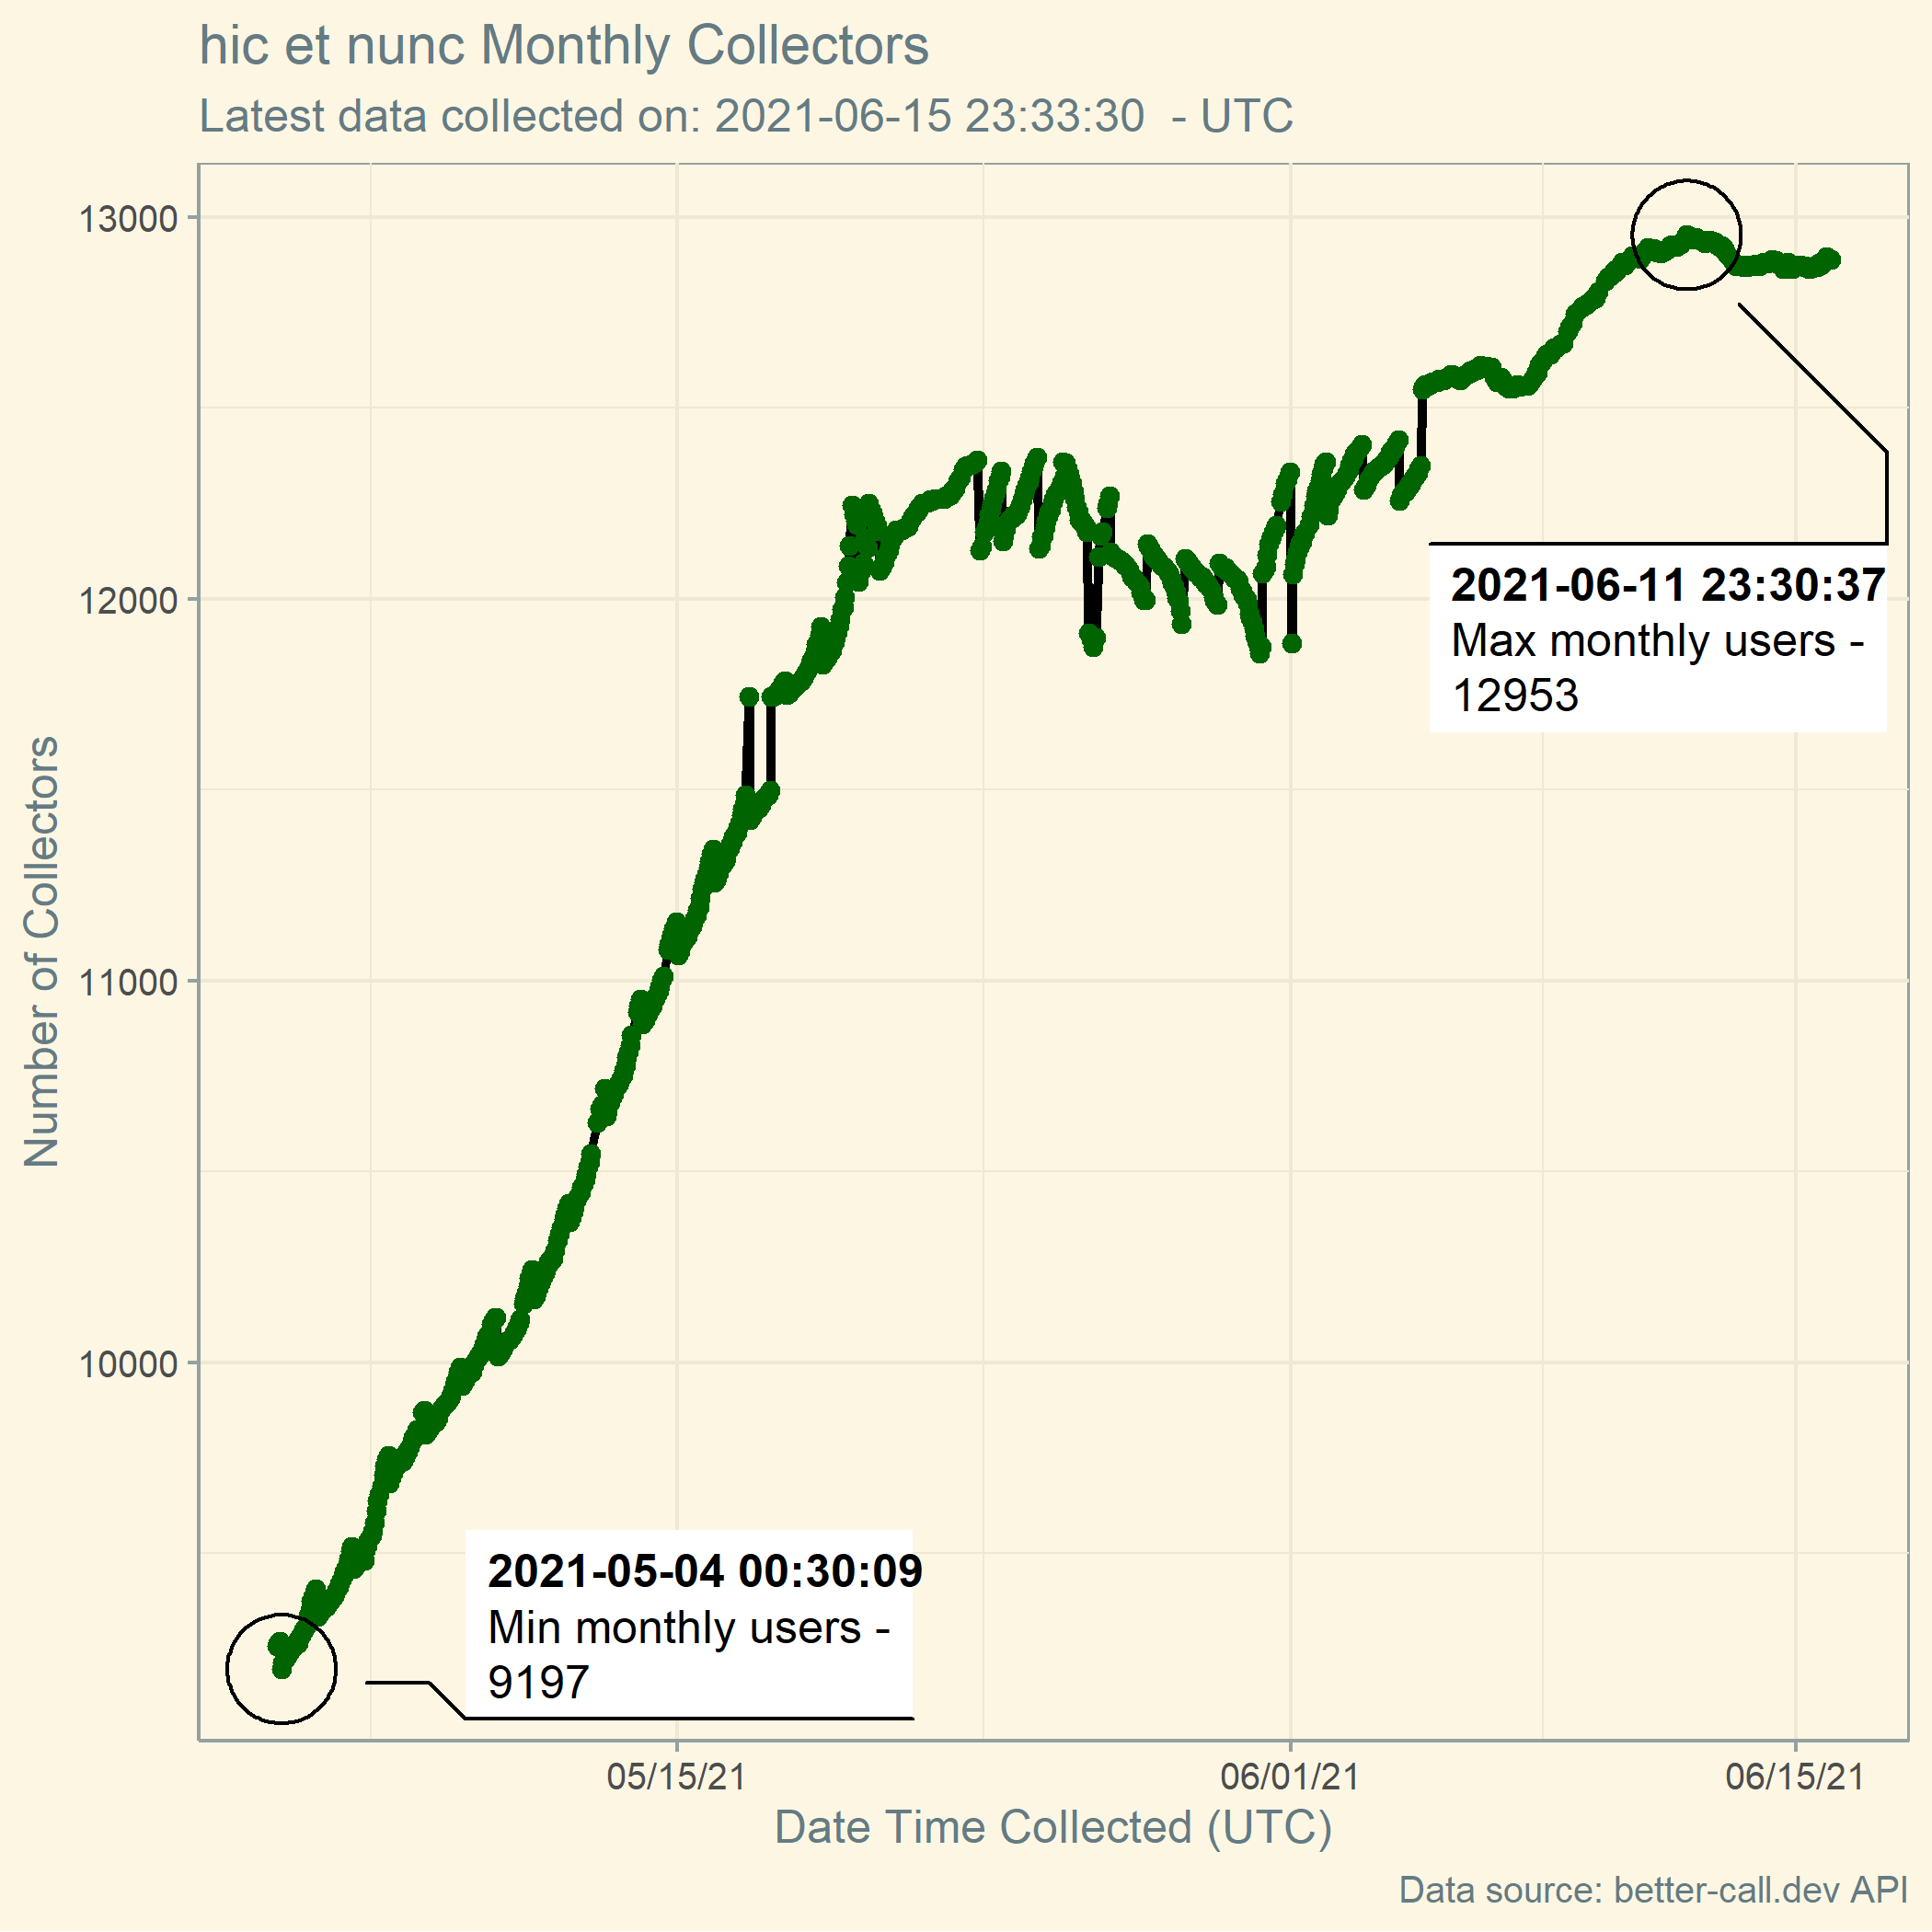 hic et nunc Monthly Collectors
Latest data collected on: 2021-06-15 23:33:30  - UTC
Number of Collectors
13000
12000
11000
10000
2021-06-11 23:30:37
Max monthly users -
12953
2021-05-04 00:30:09
Min monthly users -
9197
05/15/21
06/01/21
06/15/21
Date Time Collected (UTC)
Data source: better-call.dev API